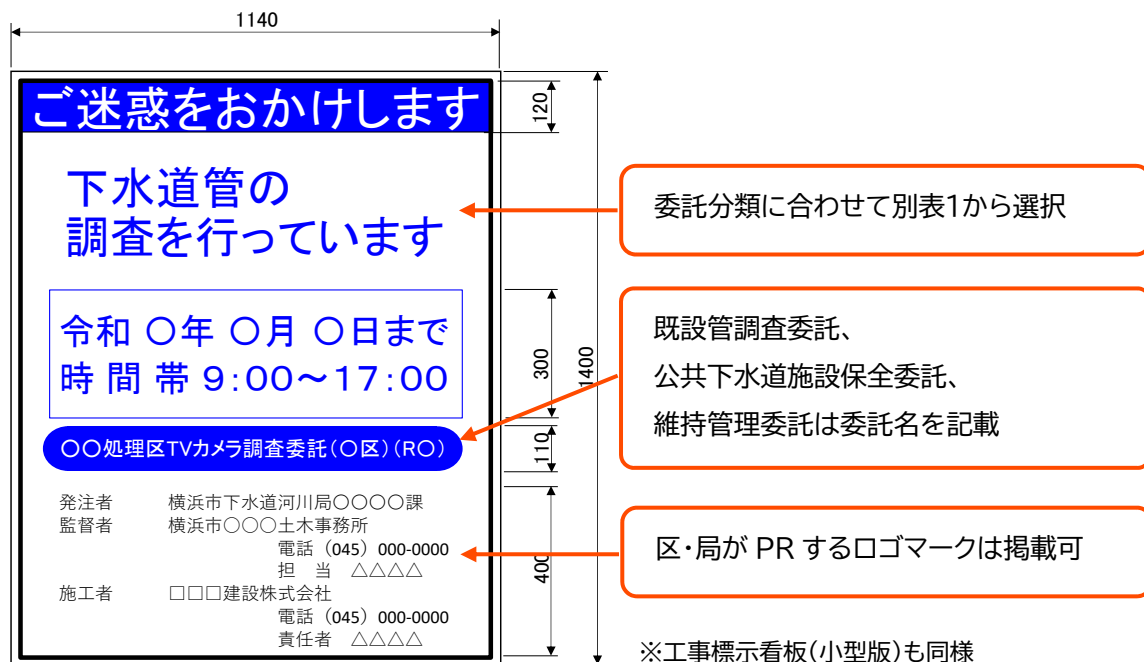 1140
ご迷惑をおかけします
120
下水道管の
調査を行っています
委託分類に合わせて別表1から選択
令和 〇年 〇月 〇日まで
時 間 帯 9:00～17:00
300
1400
既設管調査委託、
公共下水道施設保全委託、
維持管理委託は委託名を記載
〇〇処理区TVカメラ調査委託(〇区)(R〇)
110
発注者 横浜市下水道河川局〇〇〇〇課
監督者 横浜市〇〇〇土木事務所
電話（045）000-0000
担 当 △△△△
施工者 □□□建設株式会社
電話（045）000-0000
責任者 △△△△
400
区・局が PR するロゴマークは掲載可
※工事標示看板(小型版)も同様